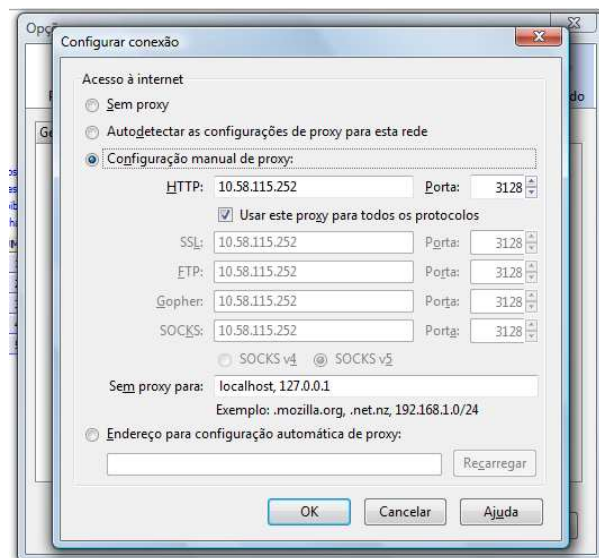 Opç
Configurar conexão
X
Acesso à internet
Sem proxy
Autodetectar as configurações de proxy para esta rede
Configuração manual de proxy:
HTTP: 10.58.115.252 Porta: 3128
Usar este proxy para todos os protocolos
SSL: 10.58.115.252 Porta: 3128
FTP: 10.58.115.252 Porta: 3128
Gopher: 10.58.115.252 Porta: 3128
SOCKS: 10.58.115.252 Porta: 3128
SOCKS v4 SOCKS v5
Sem proxy para: localhost, 127.0.0.1
Exemplo: .mozilla.org, .net.nz, 192.168.1.0/24
Endereço para configuração automática de proxy:
Recarregar
OK Cancelar Ajuda
do
Ge